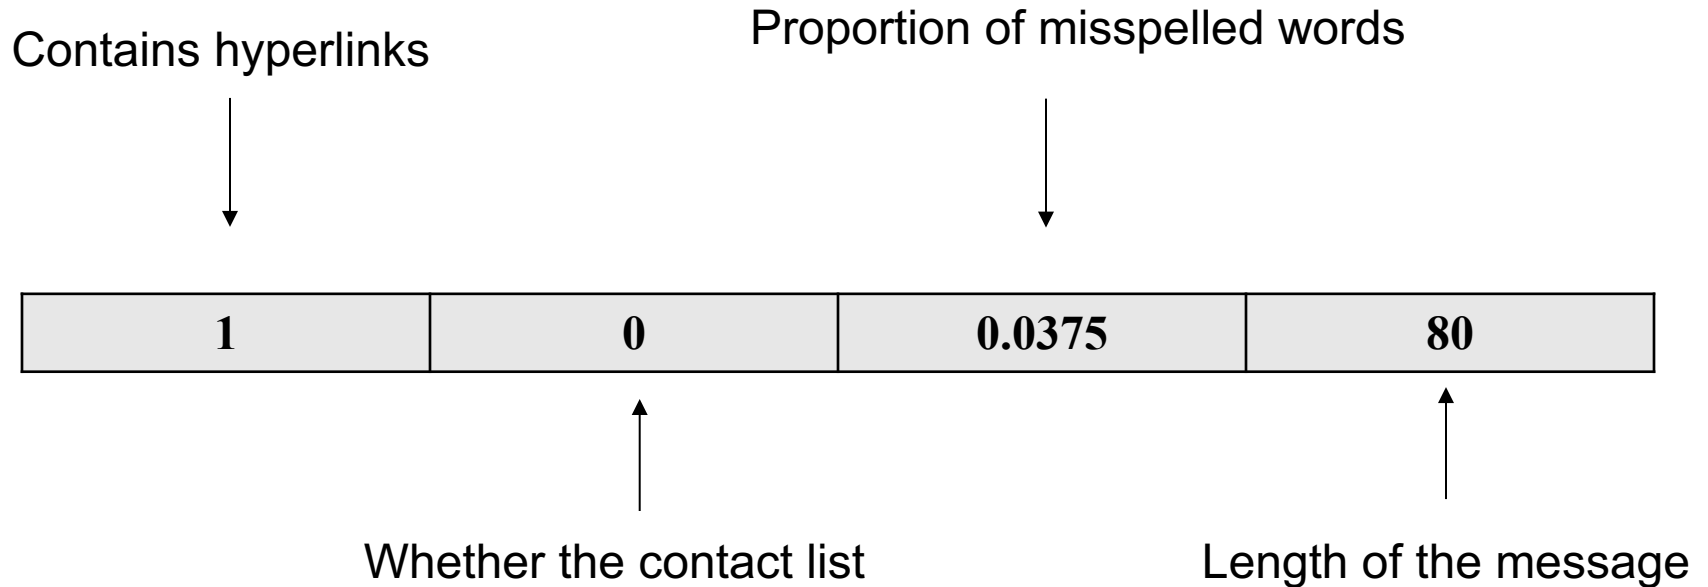 Contains hyperlinks
Proportion of misspelled words
1 0 0.0375 80
Whether the contact list
Length of the message